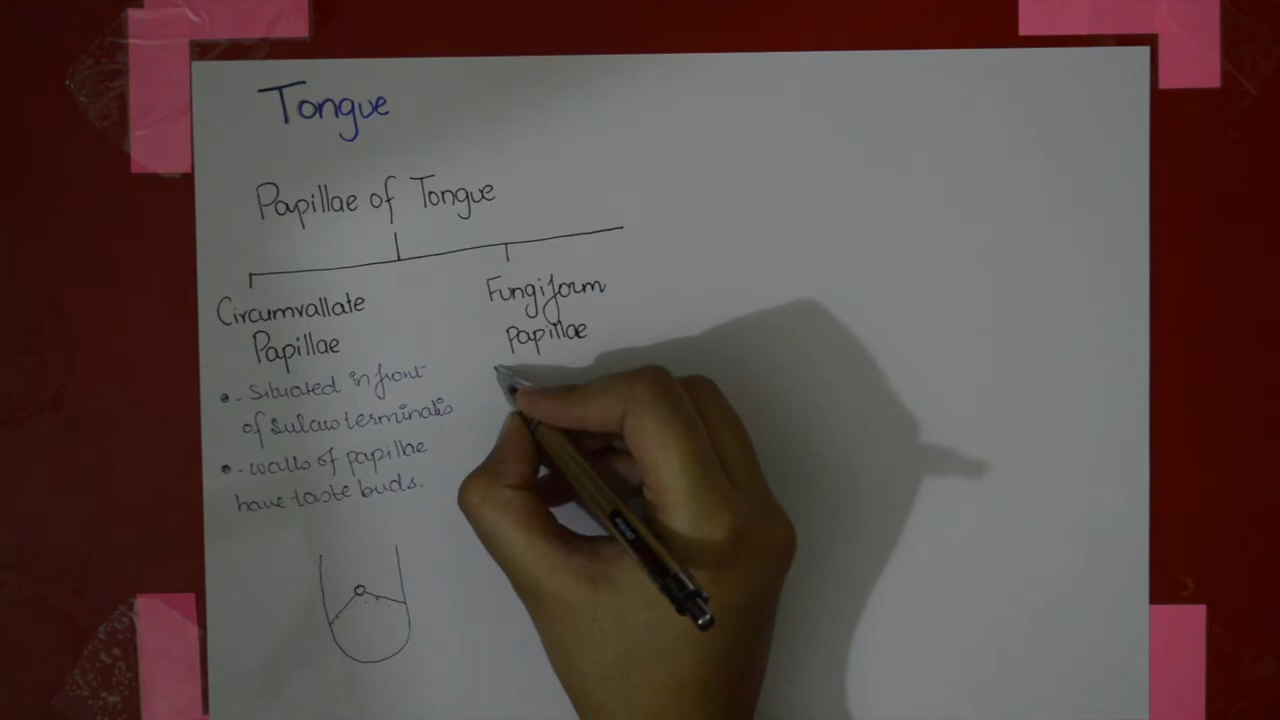 Tongue
Papillae of Tongue
Circumvallate
Papillae
•-Situated in front
of sulcus terminalis
•-walls of papillae
have taste buds.
Fungiform
papillae